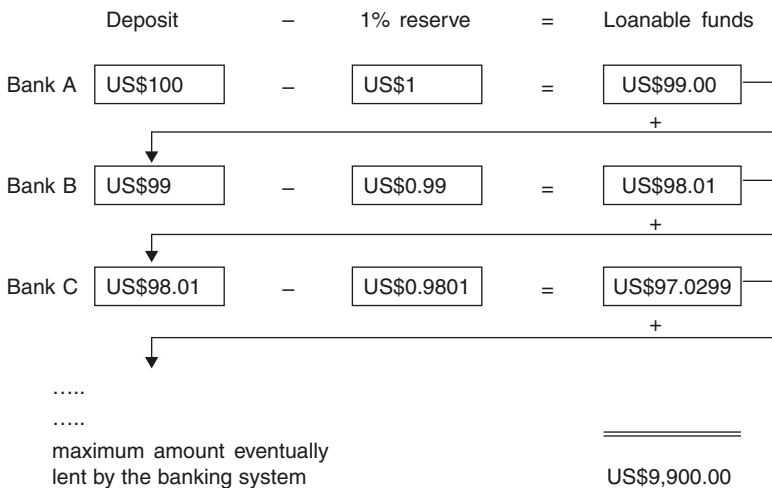 Deposit – 1% reserve = Loanable funds
Bank A US$100 – US$1 = US$99.00
+
Bank B US$99 – US$0.99 = US$98.01
+
Bank C US$98.01 – US$0.9801 = US$97.0299
+
.....
.....
maximum amount eventually
lent by the banking system US$9,900.00